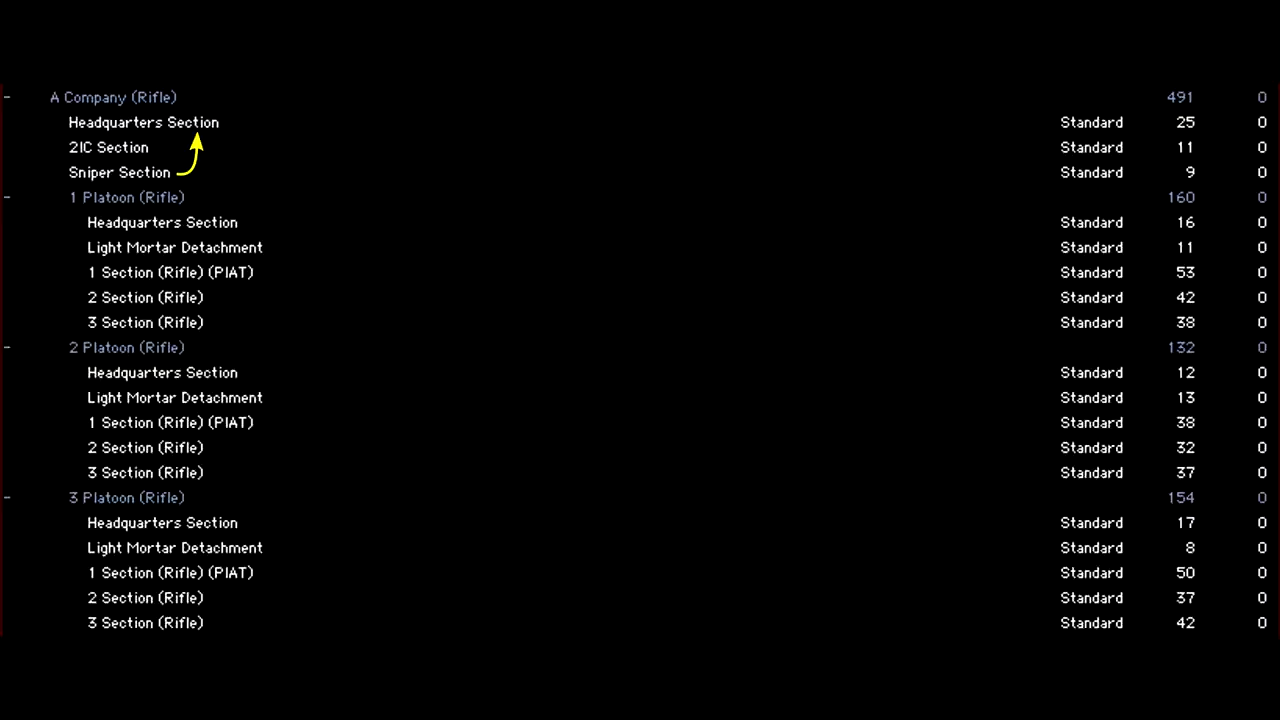 - A Company (Rifle) 491 0
Headquarters Section Standard 25 0
2IC Section Standard 11 0
Sniper Section Standard 9 0
- 1 Platoon (Rifle) 160 0
Headquarters Section Standard 16 0
Light Mortar Detachment Standard 11 0
1 Section (Rifle) (PIAT) Standard 53 0
2 Section (Rifle) Standard 42 0
3 Section (Rifle) Standard 38 0
- 2 Platoon (Rifle) 132 0
Headquarters Section Standard 12 0
Light Mortar Detachment Standard 13 0
1 Section (Rifle) (PIAT) Standard 38 0
2 Section (Rifle) Standard 32 0
3 Section (Rifle) Standard 37 0
- 3 Platoon (Rifle) 154 0
Headquarters Section Standard 17 0
Light Mortar Detachment Standard 8 0
1 Section (Rifle) (PIAT) Standard 50 0
2 Section (Rifle) Standard 37 0
3 Section (Rifle) Standard 42 0